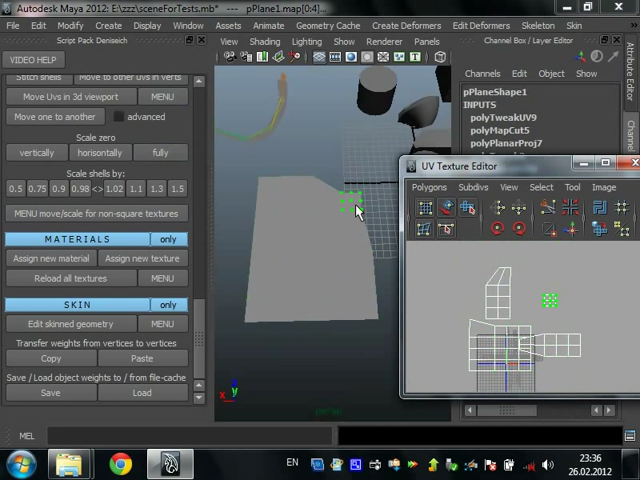 Autodesk Maya 2012: E:\zzz\sceneForTests.mb* - pPlane1.map[0:4]...
File Edit Modify Create Display Window Assets Animate Geometry Cache Create Deformers Edit Deformers Skeleton Skin
Script Pack Deniseich
View Shading Lighting Show Renderer Panels
Channel Box / Layer Editor
VIDEO HELP
Channels Edit Object Show
Stitch shells Move to other UVs in verts
Move Uvs in 3d viewport MENU
Move one to another advanced
Scale zero
vertically horisontally fully
Scale shells by:
0.5 0.75 0.9 0.98 <> 1.02 1.1 1.3 1.5
MENU move/scale for non-square textures
MATERIALS only
Assign new material Assign new texture
Reload all textures MENU
SKIN only
Edit skinned geometry MENU
Transfer weights from vertices to vertices
Copy Paste
Save / Load object weights to / from file-cache
Save Load
pPlaneShape1
INPUTS
polyTweakUV9
polyMapCut5
polyPlanarProj7
Channel Box / Layer Editor
Attribute Editor
UV Texture Editor
Polygons Subdivs View Select Tool Image
persp
y
x
MEL
EN
23:36
26.02.2012